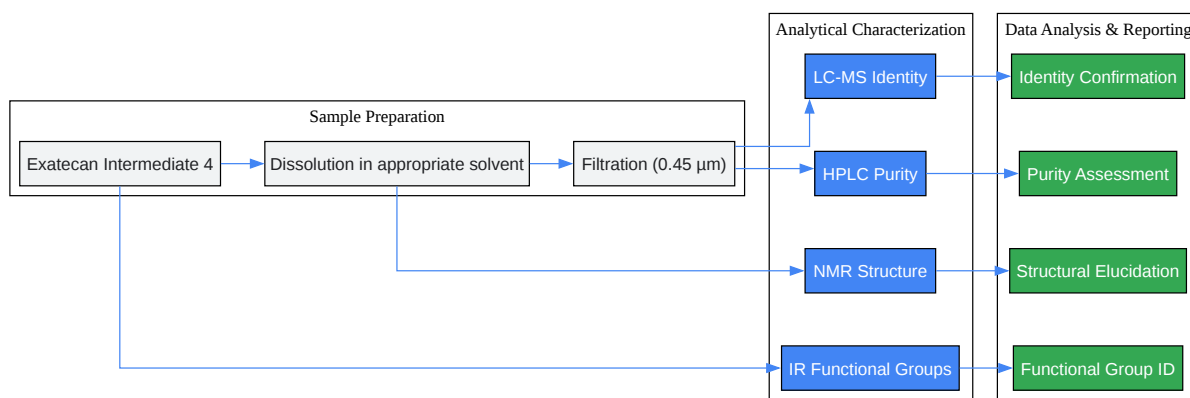 Analytical Characterization
Data Analysis & Reporting
LC-MS Identity
Identity Confirmation
Sample Preparation
Exatecan Intermediate 4
Dissolution in appropriate solvent
Filtration (0.45 µm)
HPLC Purity
Purity Assessment
NMR Structure
Structural Elucidation
IR Functional Groups
Functional Group ID